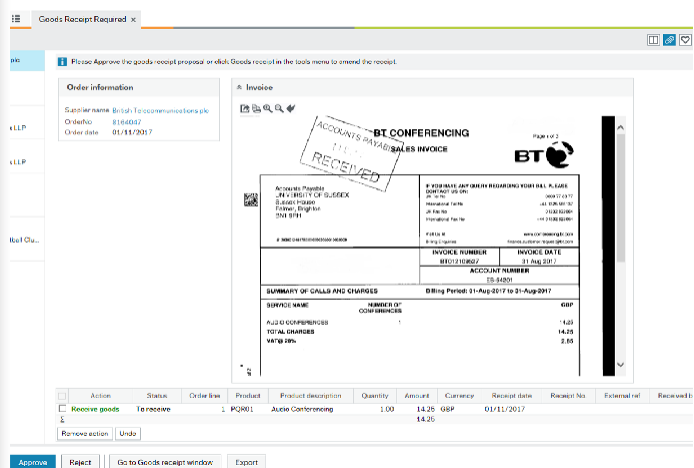 Goods Receipt Required ×
plc
LLP
LLP
Please Approve the goods receipt proposal or click Goods receipt in the tools menu to amend the receipt.
Order information
Supplier name British Telecommunications plc
OrderNo 8164047
Order date 01/11/2017
Invoice
ACCOUNTS PAYABLE
RECEIVED
BT CONFERENCING
SALES INVOICE
Page 1 of 2
BT
Accounts Payable
UNIVERSITY OF SUSSEX
Sussex House
Falmer, Brighton
BN1 9RH
IF YOU HAVE ANY QUERY REGARDING YOUR BILL PLEASE
CONTACT US ON:
INVOICE NUMBER INVOICE DATE
31 Aug 2017
ACCOUNT NUMBER
SUMMARY OF CALLS AND CHARGES Billing Period: 01-Aug-2017 to 31-Aug-2017
SERVICE NAME NUMBER OF CONFERENCES GBP
AUDIO CONFERENCES 1 14.25
TOTAL CHARGES 14.25
VAT@ 20% 2.85
Action Status Order line Product Product description Quantity Amount Currency Receipt date Receipt No External ref Received b
Receive goods To receive 1 PQR01 Audio Conferencing 1.00 14.25 GBP 01/11/2017
Σ 14.25
Remove action Undo
Approve Reject Go to Goods receipt window Export